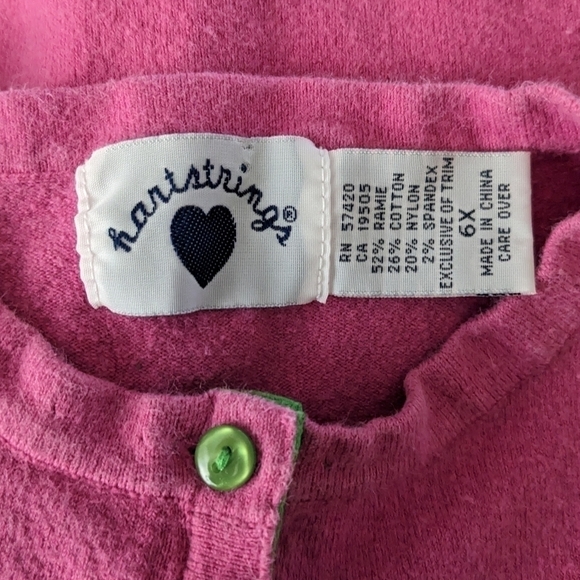 hartstrings®
RN 57420
CA 19505
52% RAMIE
26% COTTON
20% NYLON
2% SPANDEX
EXCLUSIVE OF TRIM
6X
MADE IN CHINA
CARE OVER